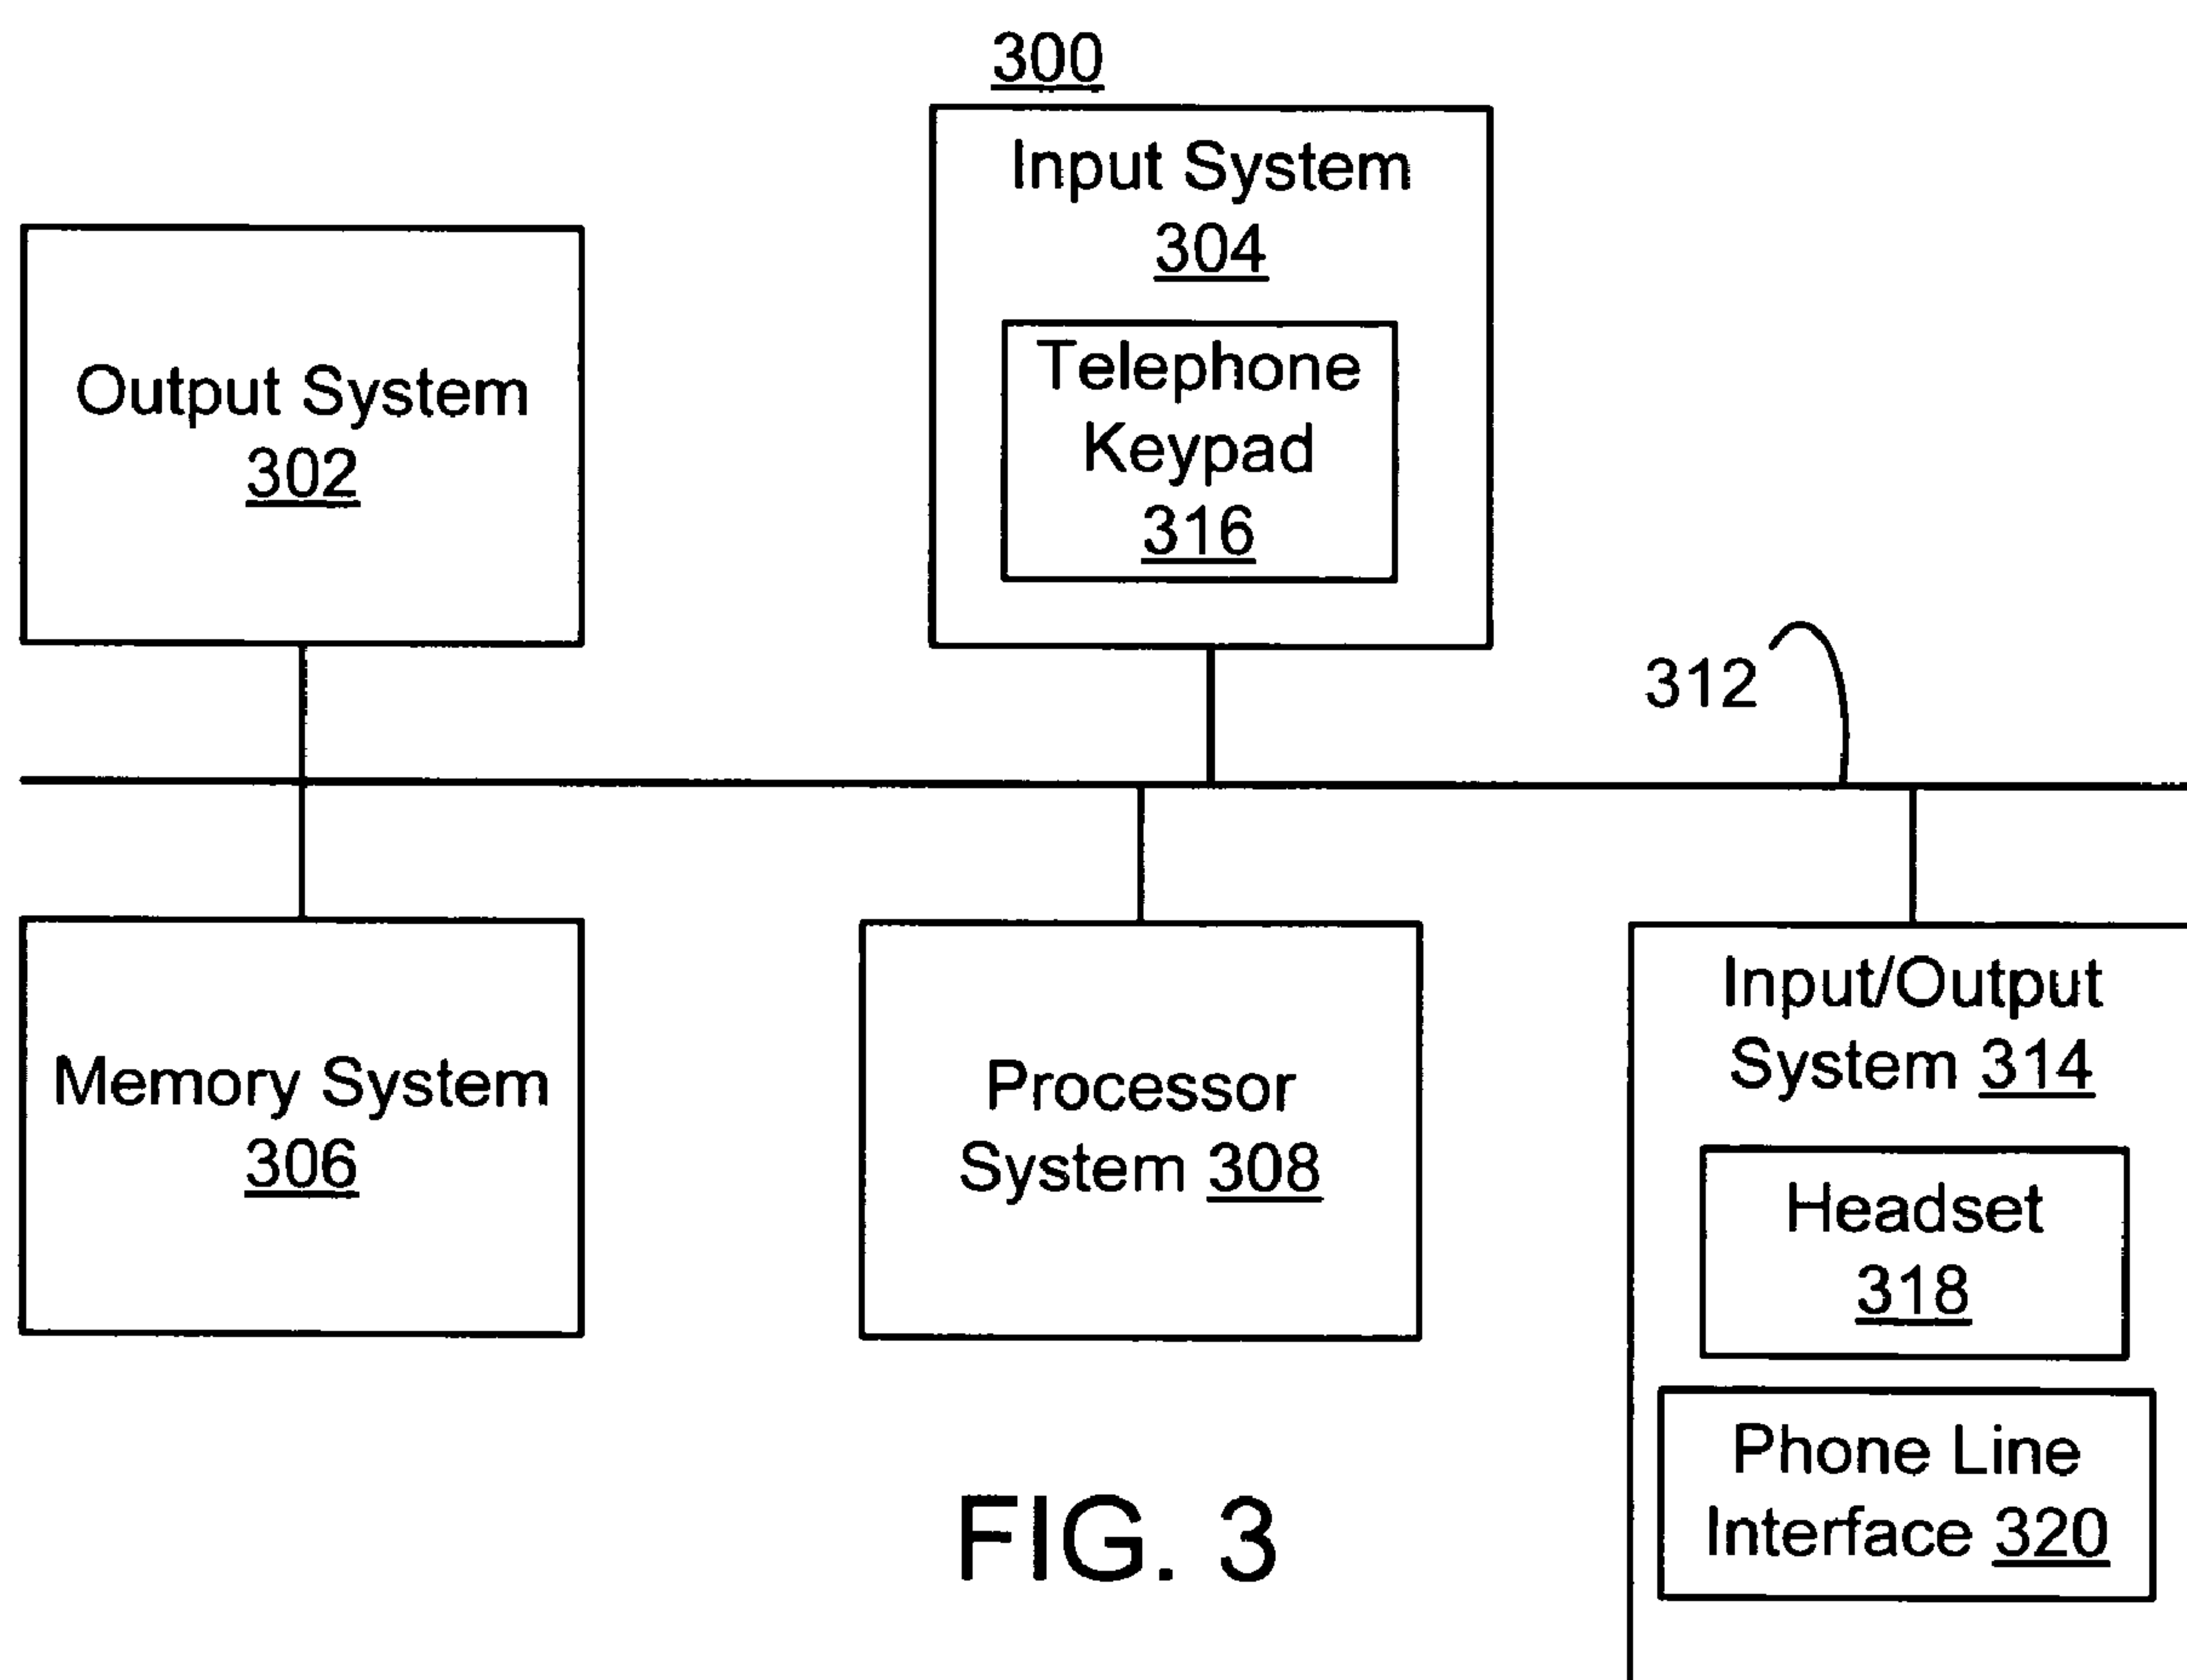 300
Input System
304
Telephone
Keypad
316
Output System
302
312
Memory System
306
Processor
System 308
Input/Output
System 314
Headset
318
Phone Line
Interface 320
FIG. 3